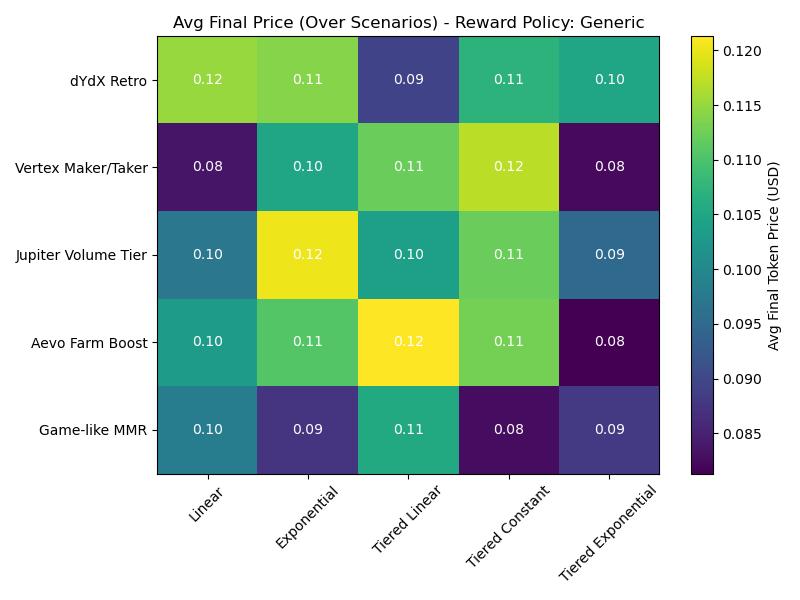 Avg Final Price (Over Scenarios) - Reward Policy: Generic
dYdX Retro 0.12 0.11 0.09 0.11 0.10
Vertex Maker/Taker 0.08 0.10 0.11 0.12 0.08
Jupiter Volume Tier 0.10 0.12 0.10 0.11 0.09
Aevo Farm Boost 0.10 0.11 0.12 0.11 0.08
Game-like MMR 0.10 0.09 0.11 0.08 0.09
Linear
Exponential
Tiered Linear
Tiered Constant
Tiered Exponential
0.120
0.115
0.110
0.105
0.100
0.095
0.090
0.085
Avg Final Token Price (USD)